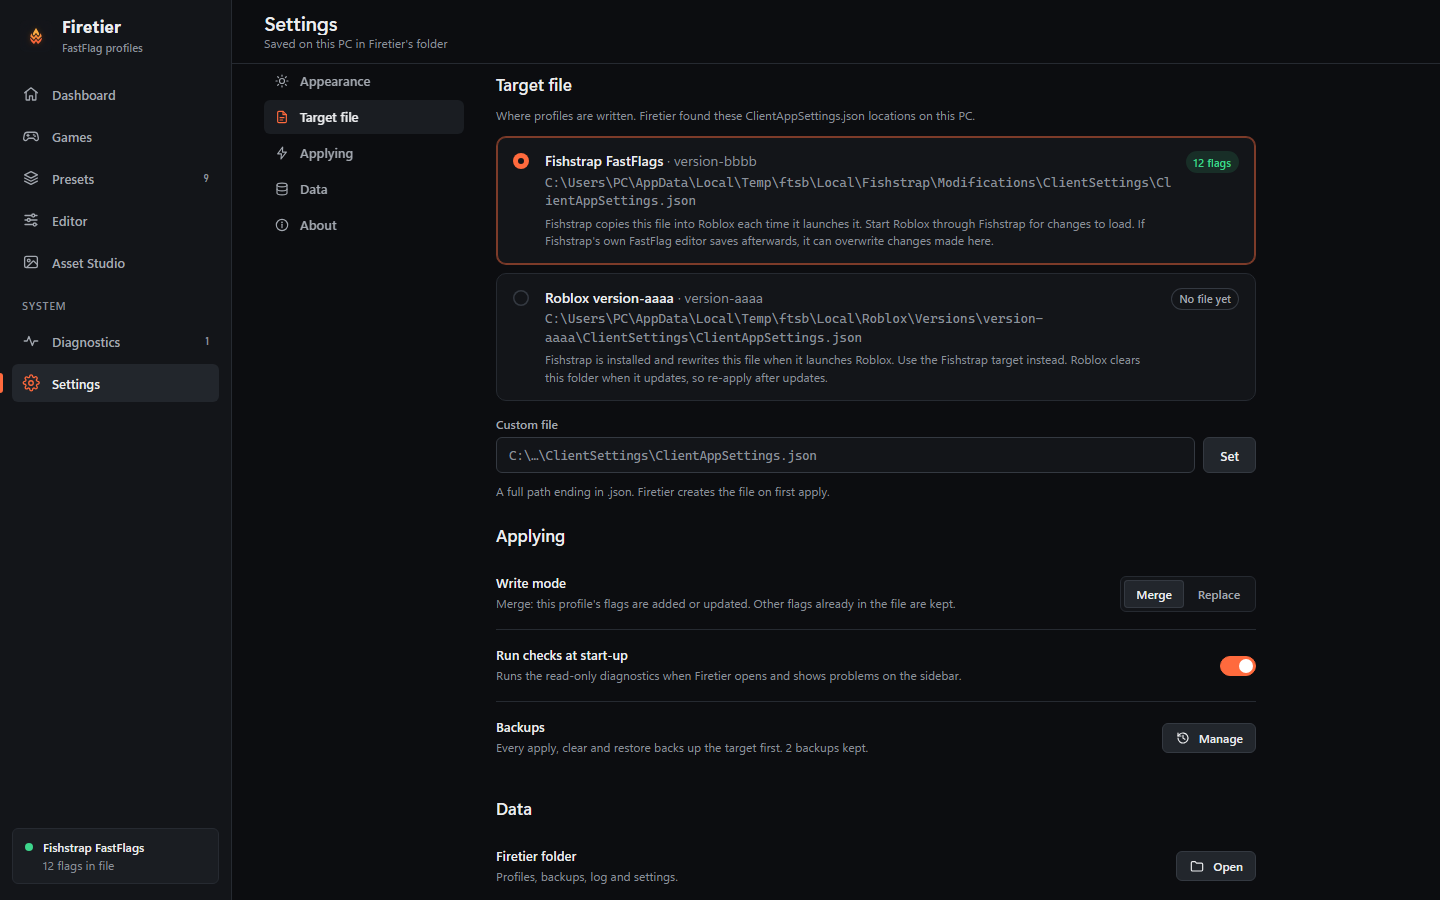 Firetier
FastFlag profiles
Dashboard
Games
Presets 9
Editor
Asset Studio
SYSTEM
Diagnostics 1
Settings
Fishstrap FastFlags
12 flags in file
Settings
Saved on this PC in Firetier's folder
Appearance
Target file
Applying
Data
About
Target file
Where profiles are written. Firetier found these ClientAppSettings.json locations on this PC.
Fishstrap FastFlags · version-bbbb 12 flags
C:\Users\PC\AppData\Local\Temp\ftsb\Local\Fishstrap\Modifications\ClientSettings\Cl
ientAppSettings.json
Fishstrap copies this file into Roblox each time it launches it. Start Roblox through Fishstrap for changes to load. If
Fishstrap's own FastFlag editor saves afterwards, it can overwrite changes made here.
Roblox version-aaaa · version-aaaa No file yet
C:\Users\PC\AppData\Local\Temp\ftsb\Local\Roblox\Versions\version-
aaaa\ClientSettings\ClientAppSettings.json
Fishstrap is installed and rewrites this file when it launches Roblox. Use the Fishstrap target instead. Roblox clears
this folder when it updates, so re-apply after updates.
Custom file
C:\…\ClientSettings\ClientAppSettings.json Set
A full path ending in .json. Firetier creates the file on first apply.
Applying
Write mode
Merge: this profile's flags are added or updated. Other flags already in the file are kept.
Merge Replace
Run checks at start-up
Runs the read-only diagnostics when Firetier opens and shows problems on the sidebar.
Backups
Every apply, clear and restore backs up the target first. 2 backups kept.
Manage
Data
Firetier folder
Profiles, backups, log and settings.
Open